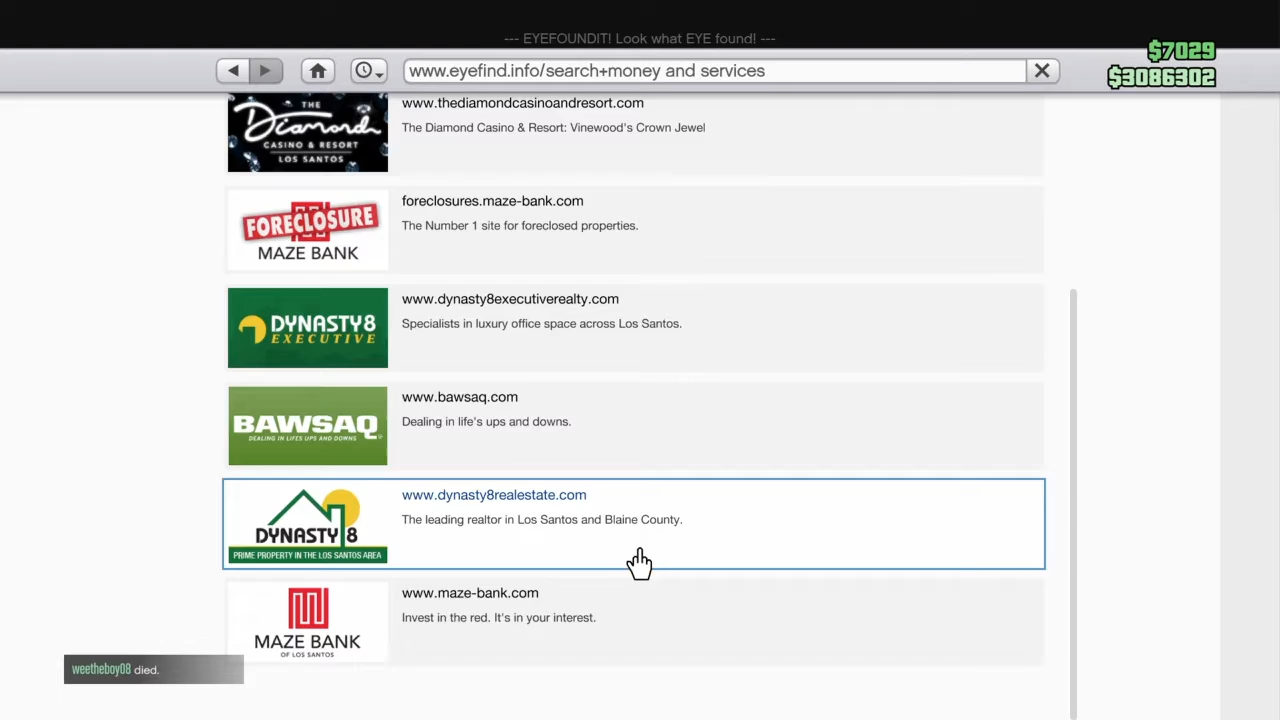 --- EYEFOUNDIT! Look what EYE found! ---
$7029
www.eyefind.info/search+money and services
$3086302
THE
Diamond
CASINO & RESORT
LOS SANTOS
www.thediamondcasinoandresort.com
The Diamond Casino & Resort: Vinewood's Crown Jewel
FORECLOSURE
MAZE BANK
foreclosures.maze-bank.com
The Number 1 site for foreclosed properties.
DYNASTY8
EXECUTIVE
www.dynasty8executiverealty.com
Specialists in luxury office space across Los Santos.
BAWSAQ
DEALING IN LIFE'S UPS AND DOWNS
www.bawsaq.com
Dealing in life's ups and downs.
DYNASTY 8
PRIME PROPERTY IN THE LOS SANTOS AREA
www.dynasty8realestate.com
The leading realtor in Los Santos and Blaine County.
MAZE BANK
OF LOS SANTOS
www.maze-bank.com
Invest in the red. It's in your interest.
weetheboy08 died.